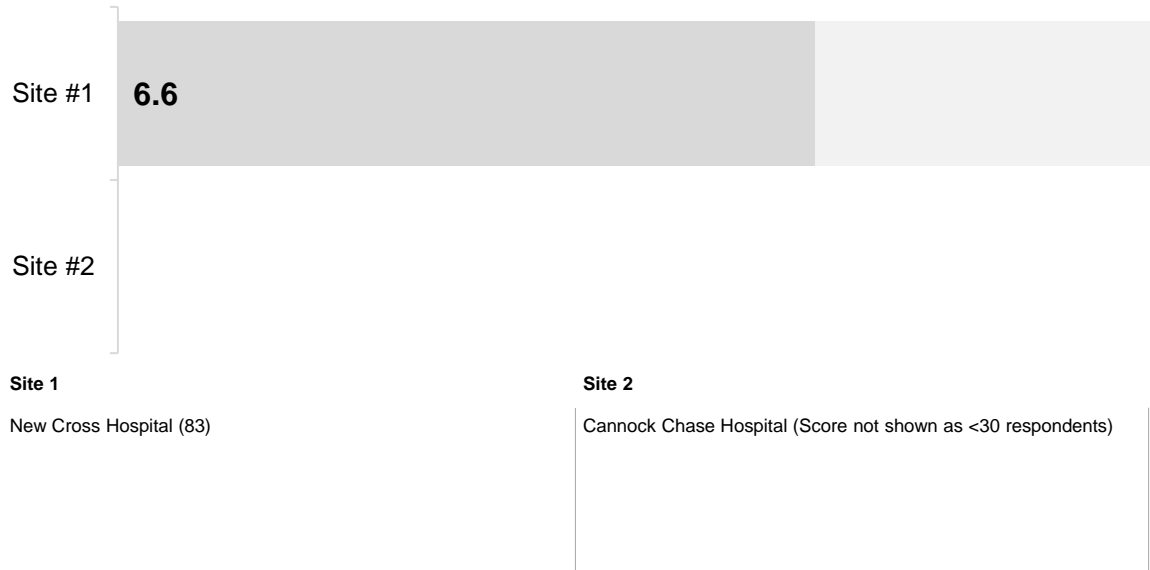 Site #1
6.6
Site #2
Site 1
Site 2
New Cross Hospital (83)
Cannock Chase Hospital (Score not shown as <30 respondents)